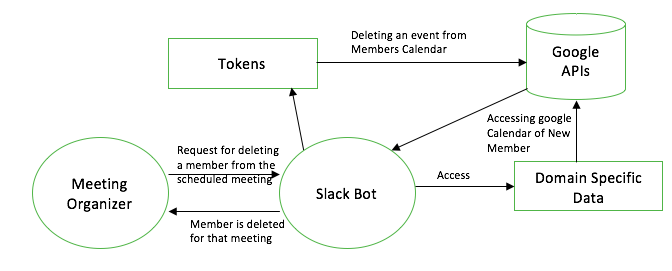 Deleting an event from
Members Calendar
Tokens
Google
APIs
Accessing google
Calendar of New
Member
Request for deleting
a member from the
scheduled meeting
Meeting
Organizer
Slack Bot
Access
Domain Specific
Data
Member is deleted
for that meeting